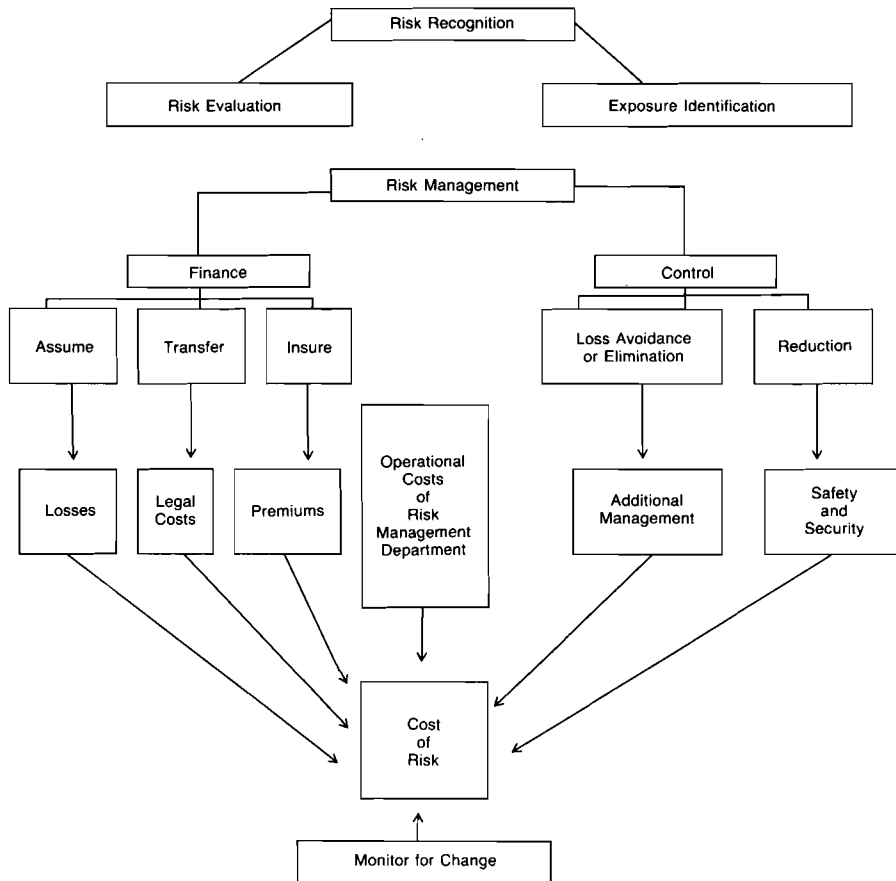 Risk Recognition
Risk Evaluation
Exposure Identification
Risk Management
Finance
Control
Assume
Transfer
Insure
Loss Avoidance
or Elimination
Reduction
Operational
Costs
of
Risk
Management
Department
Losses
Legal
Costs
Premiums
Additional
Management
Safety
and
Security
Cost
of
Risk
Monitor for Change